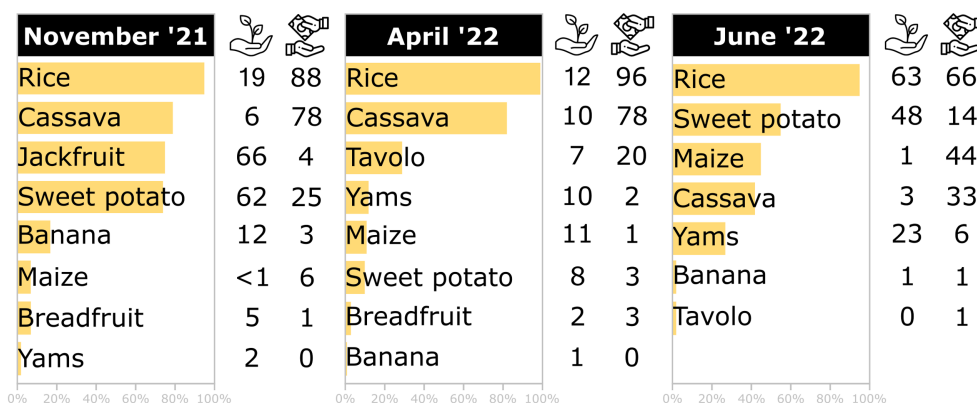 November '21
Rice 19 88
Cassava 6 78
Jackfruit 66 4
Sweet potato 62 25
Banana 12 3
Maize <1 6
Breadfruit 5 1
Yams 2 0
0% 20% 40% 60% 80% 100%
April '22
Rice 12 96
Cassava 10 78
Tavolo 7 20
Yams 10 2
Maize 11 1
Sweet potato 8 3
Breadfruit 2 3
Banana 1 0
0% 20% 40% 60% 80% 100%
June '22
Rice 63 66
Sweet potato 48 14
Maize 1 44
Cassava 3 33
Yams 23 6
Banana 1 1
Tavolo 0 1
0% 20% 40% 60% 80% 100%